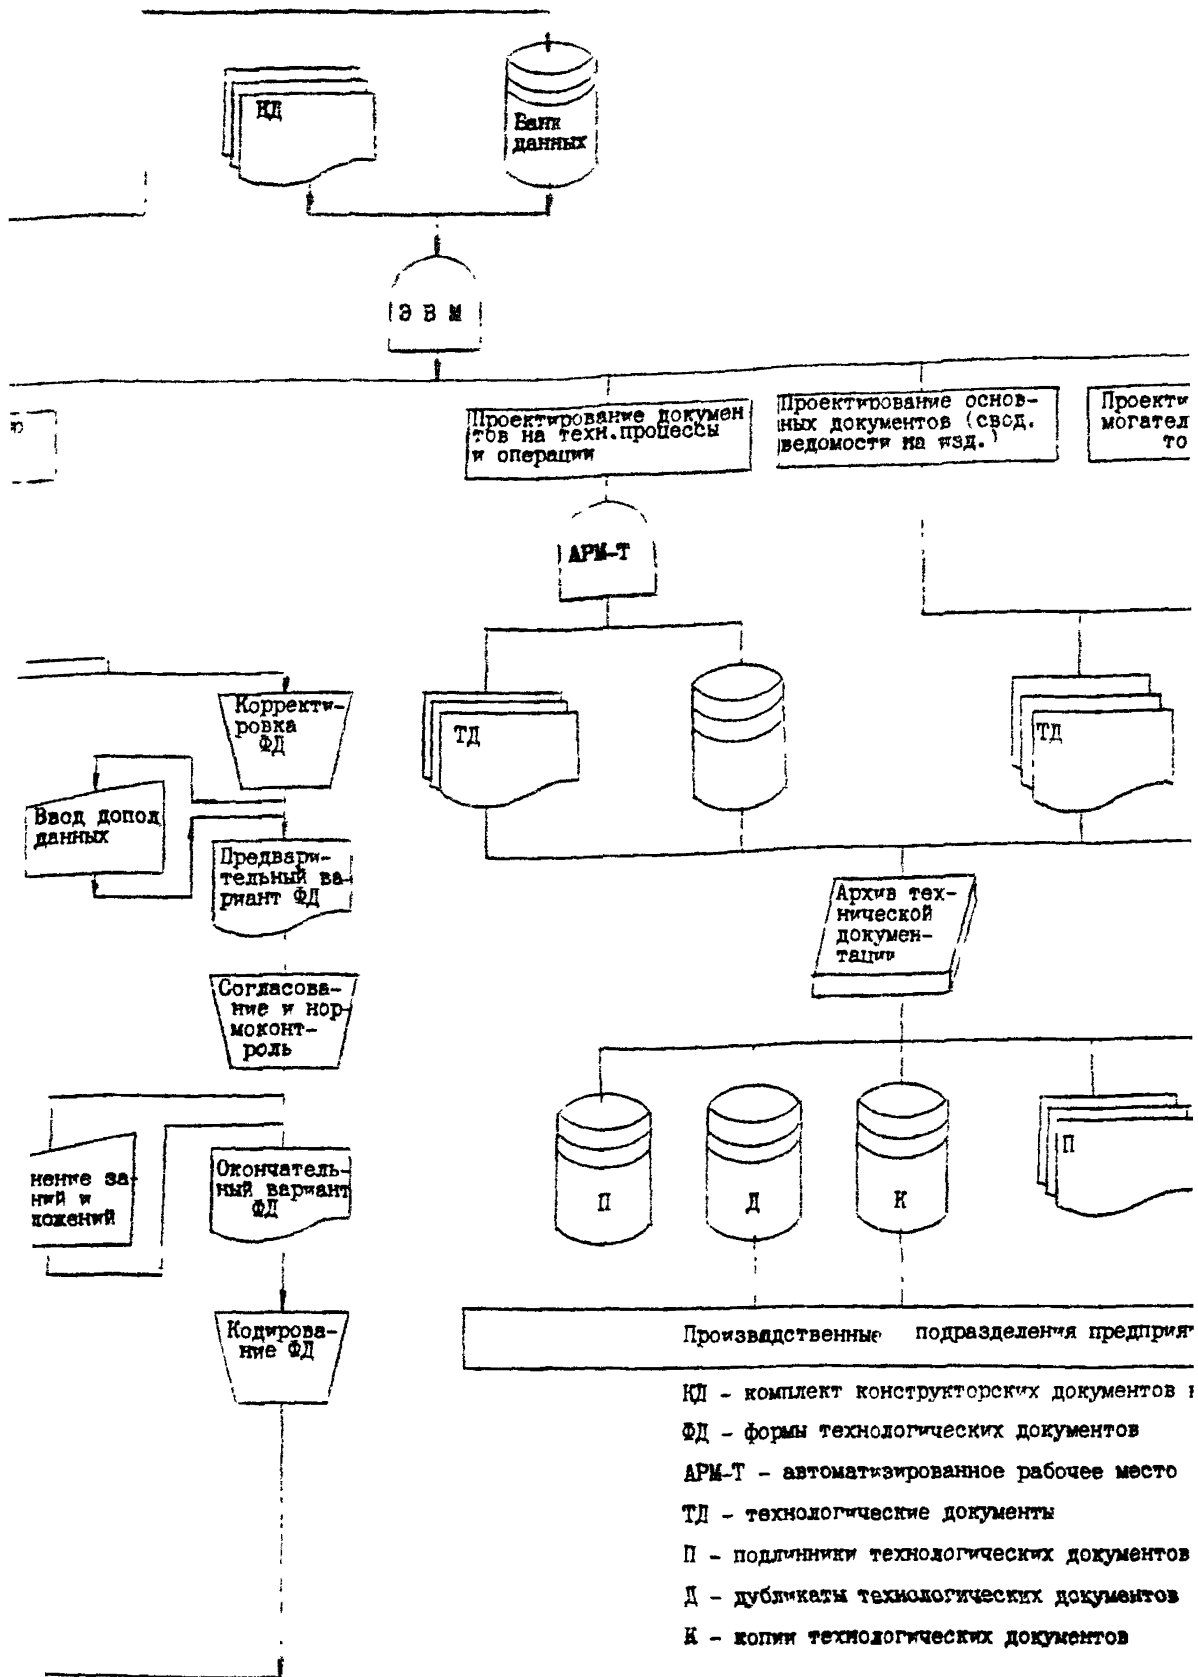 КД
Банк
данных
Э В М
Проектирование докумен
тов на техн.процессы
и операции
Проектирование основ-
ных документов (свод.
ведомости на изд.)
Проекти
могател
то
АРМ-Т
Корректи-
ровка
ФД
ТД
ТД
Ввод допол
данных
Предвари-
тельный ва-
риант ФД
Архив тех-
нической
докумен-
тации
Согласова-
ние и нор-
моконт-
роль
нение за-
ний и
ложений
Окончатель-
ный вариант
ФД
П
Д
К
П
Кодирова-
ние ФД
Производственные подразделения предприят
КД - комплект конструкторских документов
ФД - формы технологических документов
АРМ-Т - автоматизированное рабочее место
ТД - технологические документы
П - подлинники технологических документов
Д - дубликаты технологических документов
К - копии технологических документов